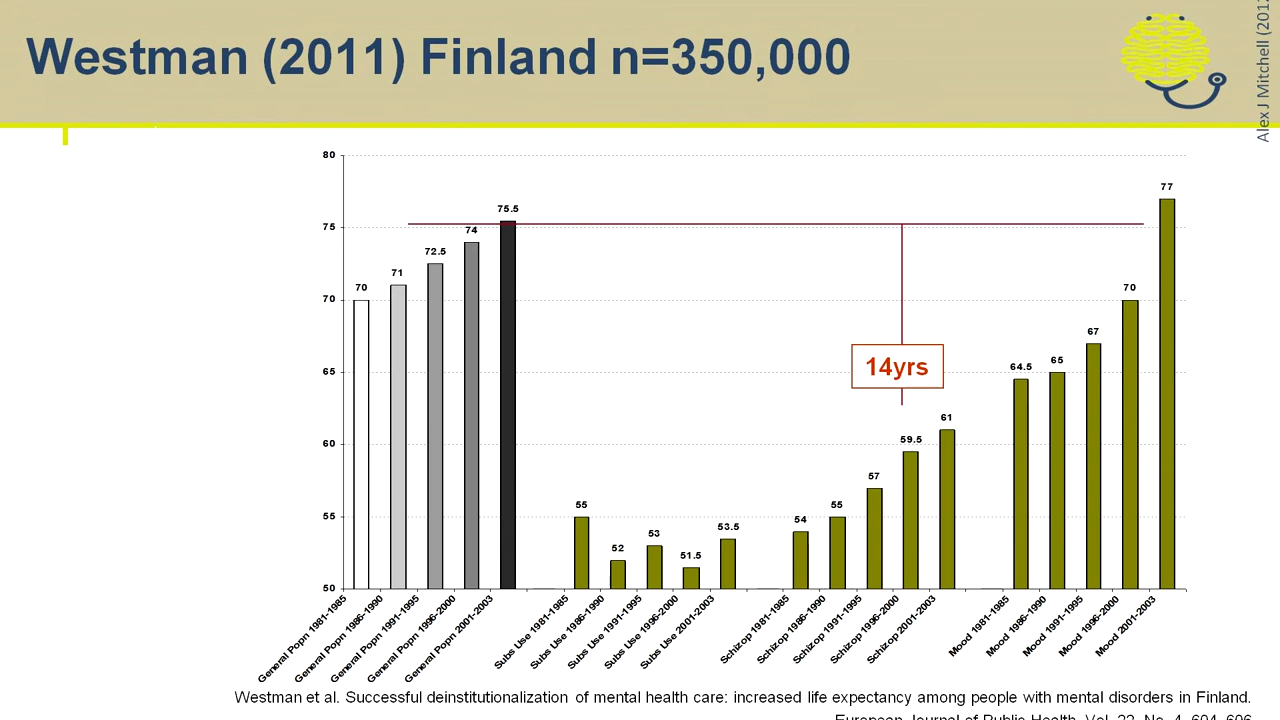 Westman (2011) Finland n=350,000
Alex J Mitchell (2012
80
75
70
65
60
55
50
70
71
72.5
74
75.5
55
52
53
51.5
53.5
54
55
57
59.5
61
64.5
65
67
70
77
14yrs
General Popn 1981-1985
General Popn 1986-1990
General Popn 1991-1995
General Popn 1996-2000
General Popn 2001-2003
Subs Use 1981-1985
Subs Use 1986-1990
Subs Use 1991-1995
Subs Use 1996-2000
Subs Use 2001-2003
Schizop 1981-1985
Schizop 1986-1990
Schizop 1991-1995
Schizop 1996-2000
Schizop 2001-2003
Mood 1981-1985
Mood 1986-1990
Mood 1991-1995
Mood 1996-2000
Mood 2001-2003
Westman et al. Successful deinstitutionalization of mental health care: increased life expectancy among people with mental disorders in Finland.
European Journal of Public Health, Vol. 22, No. 4, 604–606